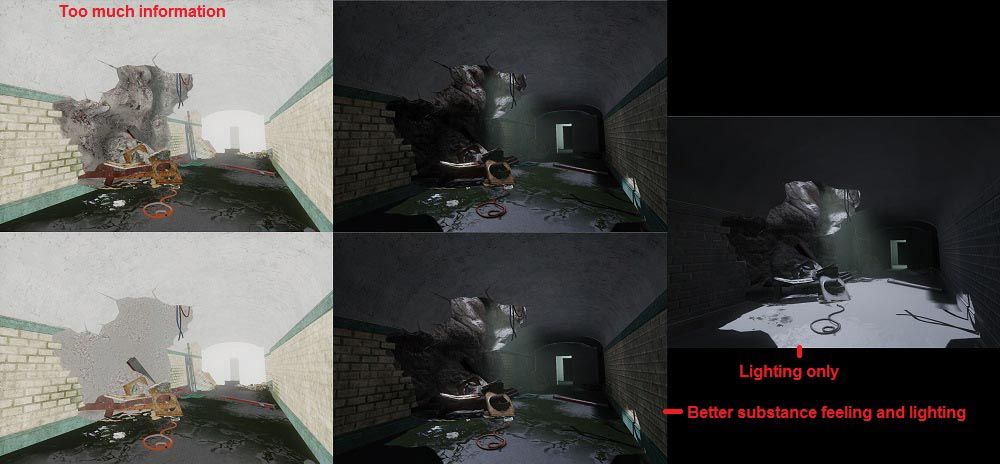 Too much information
Lighting only
Better substance feeling and lighting